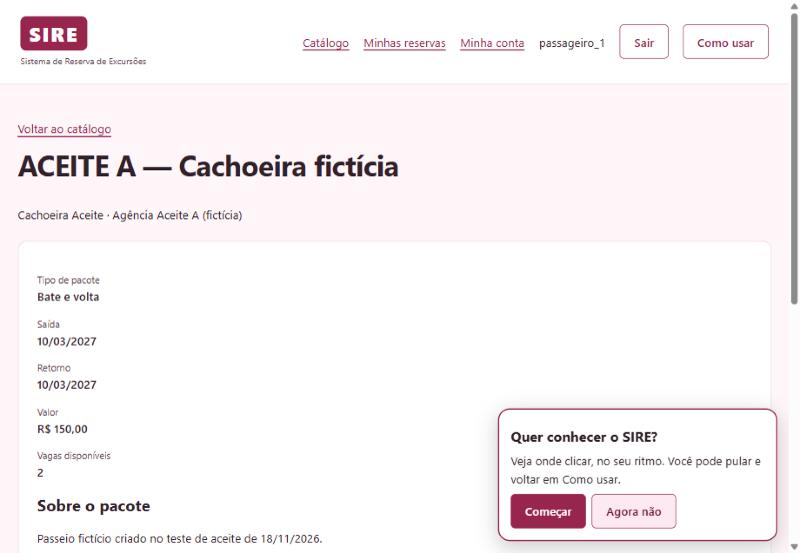 SIRE
Sistema de Reserva de Excursões
Catálogo
Minhas reservas
Minha conta
passageiro_1
Sair
Como usar
Voltar ao catálogo
ACEITE A — Cachoeira fictícia
Cachoeira Aceite · Agência Aceite A (fictícia)
Tipo de pacote
Bate e volta
Saída
10/03/2027
Retorno
10/03/2027
Valor
R$ 150,00
Vagas disponíveis
2
Sobre o pacote
Passeio fictício criado no teste de aceite de 18/11/2026.
Quer conhecer o SIRE?
Veja onde clicar, no seu ritmo. Você pode pular e
voltar em Como usar.
Começar
Agora não